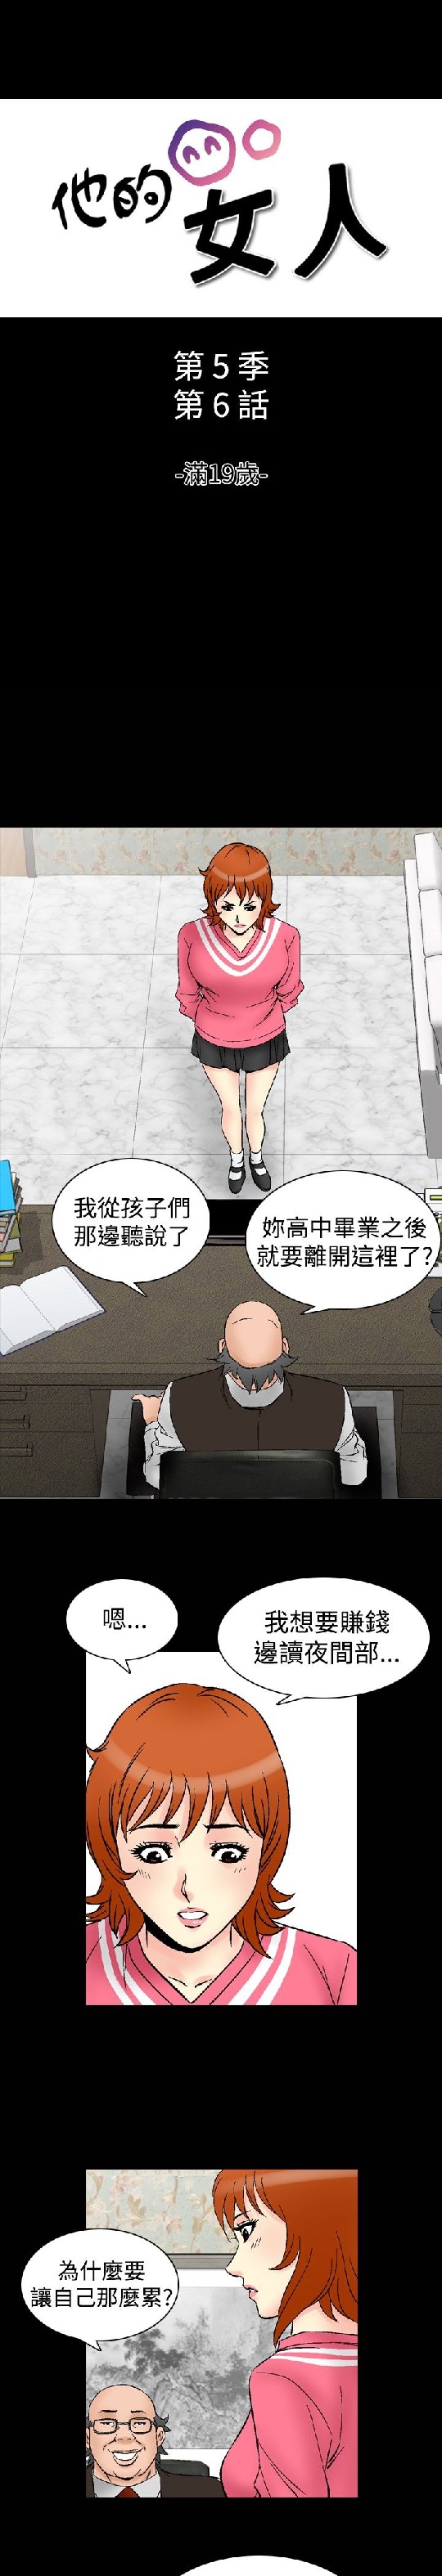 他的
女人
第5季
第6話
-滿19歲-
我從孩子們
那邊聽說了
妳高中畢業之後
就要離開這裡了?
嗯...
我想要賺錢
邊讀夜間部...
為什麼要
讓自己那麼累?